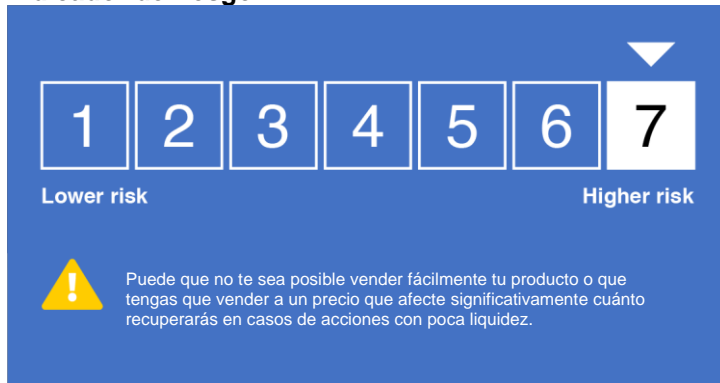 1 2 3 4 5 6 7
Lower risk Higher risk
Puede que no te sea posible vender fácilmente tu producto o que
tengas que vender a un precio que afecte significativamente cuánto
recuperarás en casos de acciones con poca liquidez.